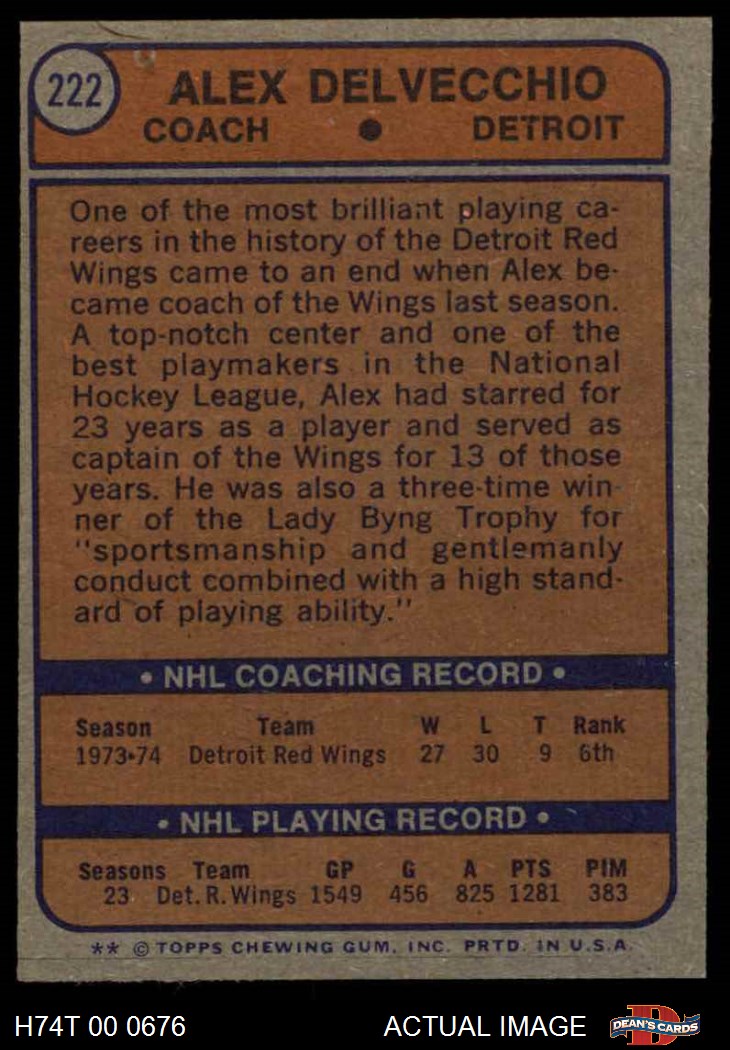 222
ALEX DELVECCHIO
COACH • DETROIT
One of the most brilliant playing ca-
reers in the history of the Detroit Red
Wings came to an end when Alex be-
came coach of the Wings last season.
A top-notch center and one of the
best playmakers in the National
Hockey League, Alex had starred for
23 years as a player and served as
captain of the Wings for 13 of those
years. He was also a three-time win-
ner of the Lady Byng Trophy for
"sportsmanship and gentlemanly
conduct combined with a high stand-
ard of playing ability."
• NHL COACHING RECORD •
Season Team W L T Rank
1973-74 Detroit Red Wings 27 30 9 6th
• NHL PLAYING RECORD •
Seasons Team GP G A PTS PIM
23 Det. R. Wings 1549 456 825 1281 383
** © TOPPS CHEWING GUM, INC. PRTD. IN U.S.A.
H74T 00 0676 ACTUAL IMAGE D DEAN'S CARDS